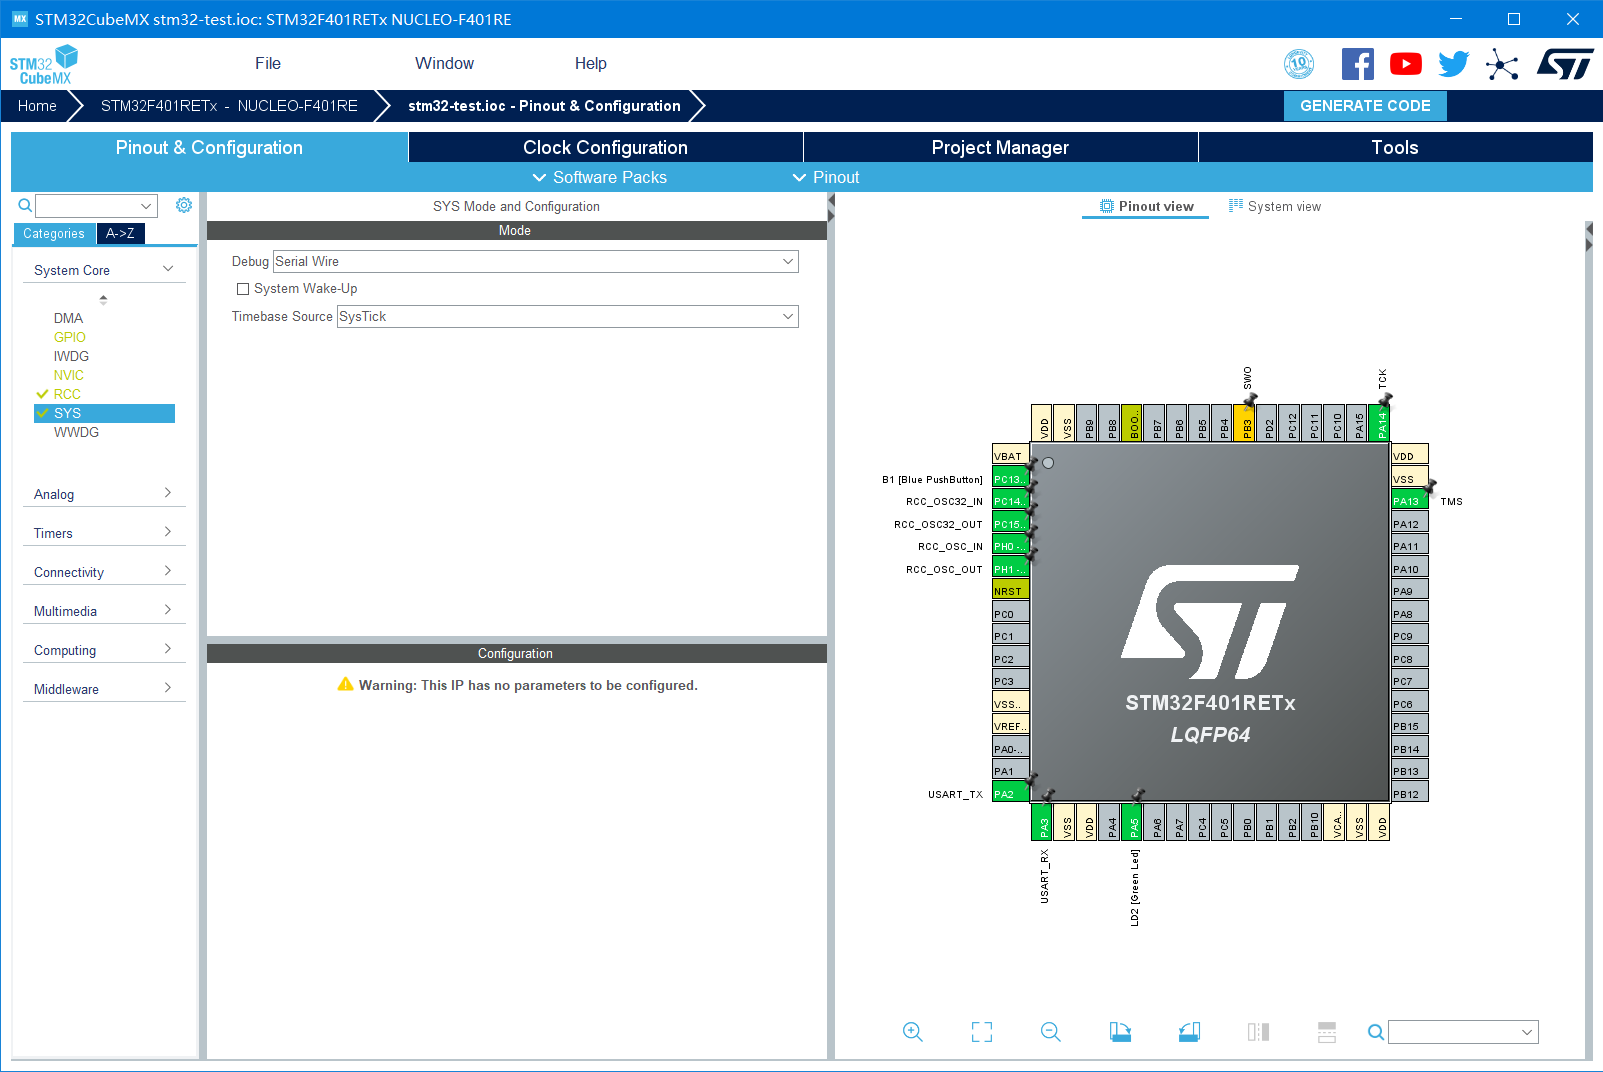 STM32CubeMX stm32-test.ioc: STM32F401RETx NUCLEO-F401RE
STM32
CubeMX
File
Window
Help
10
Home
STM32F401RETx - NUCLEO-F401RE
stm32-test.ioc - Pinout & Configuration
GENERATE CODE
Pinout & Configuration
Clock Configuration
Project Manager
Tools
Software Packs
Pinout
Categories
A->Z
System Core
DMA
GPIO
IWDG
NVIC
RCC
SYS
WWDG
Analog
Timers
Connectivity
Multimedia
Computing
Middleware
SYS Mode and Configuration
Mode
Debug Serial Wire
System Wake-Up
Timebase Source SysTick
Configuration
Warning: This IP has no parameters to be configured.
Pinout view
System view
SWO
TCK
VDD
VSS
PB9
PB8
BOO..
PB7
PB6
PB5
PB4
PB3
PD2
PC12
PC11
PC10
PA15
PA14
VBAT
B1 [Blue PushButton] PC13..
RCC_OSC32_IN PC14..
RCC_OSC32_OUT PC15..
RCC_OSC_IN PH0 -..
RCC_OSC_OUT PH1 -..
NRST
PC0
PC1
PC2
PC3
VSS..
VREF..
PA0-..
PA1
USART_TX PA2
STM32F401RETx
LQFP64
VDD
VSS
PA13 TMS
PA12
PA11
PA10
PA9
PA8
PC9
PC8
PC7
PC6
PB15
PB14
PB13
PB12
PA3
VSS
VDD
PA4
PA5
PA6
PA7
PC4
PC5
PB0
PB1
PB2
PB10
VCA..
VSS
VDD
USART_RX
LD2 [Green Led]